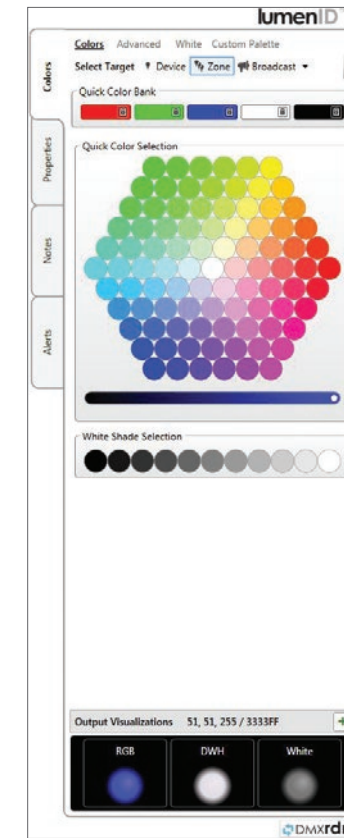 lumenID
Colors Advanced White Custom Palette
Select Target Device Zone Broadcast
Quick Color Bank
Quick Color Selection
White Shade Selection
Colors
Properties
Notes
Alerts
Output Visualizations 51, 51, 255 / 3333FF
RGB DWH White
DMXrdm